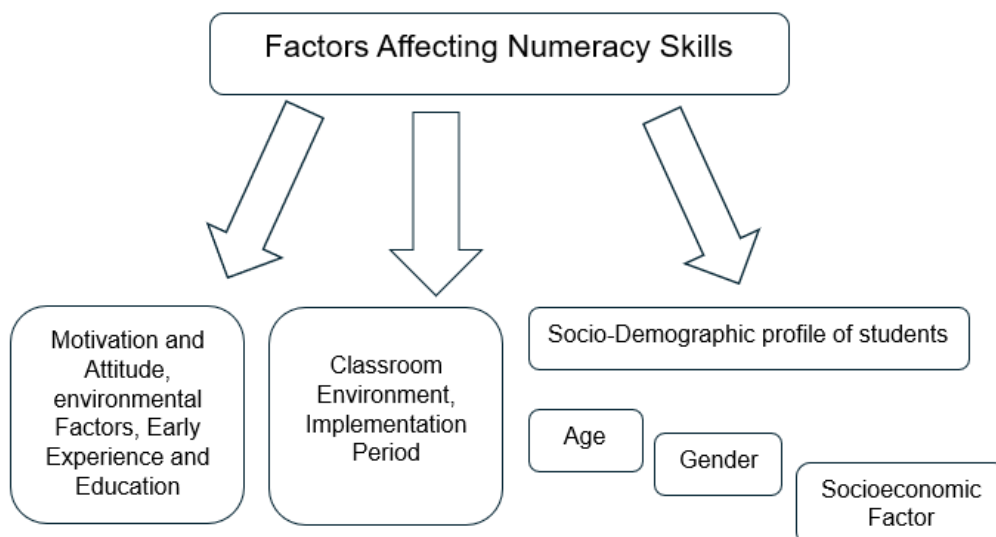 Factors Affecting Numeracy Skills
Motivation and
Attitude,
environmental
Factors, Early
Experience and
Education
Classroom
Environment,
Implementation
Period
Socio-Demographic profile of students
Age
Gender
Socioeconomic
Factor